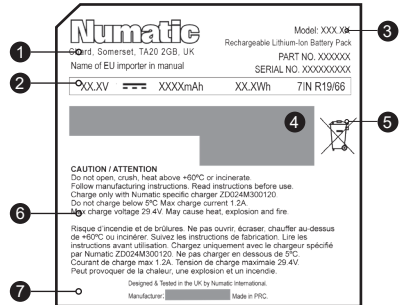 Numatic
Model: XXX.XX
Rechargeable Lithium-Ion Battery Pack
1
3
Chard, Somerset, TA20 2GB, UK
PART NO. XXXXXX
Name of EU importer in manual
SERIAL NO. XXXXXXXXX
2
XX.XV XXXXmAh XX.XWh 7IN R19/66
4
5
CAUTION / ATTENTION
Do not open, crush, heat above +60ºC or incinerate.
Follow manufacturing instructions. Read instructions before use.
Charge only with Numatic specific charger ZD024M300120.
Do not charge below 5ºC Max charge current 1.2A.
6
Max charge voltage 29.4V. May cause heat, explosion and fire.
Risque d'incendie et de brûlures. Ne pas ouvrir, écraser, chauffer au-dessus
de +60ºC ou incinérer. Suivez les instructions de fabrication. Lire les
instructions avant utilisation. Chargez uniquement avec le chargeur spécifié
par Numatic ZD024M300120. Ne pas charger en dessous de 5ºC.
Courant de charge max 1.2A. Tension de charge maximale 29.4V.
Peut provoquer de la chaleur, une explosion et un incendie.
7
Designed & Tested in the UK by Numatic International.
Manufacturer: Made in PRC.